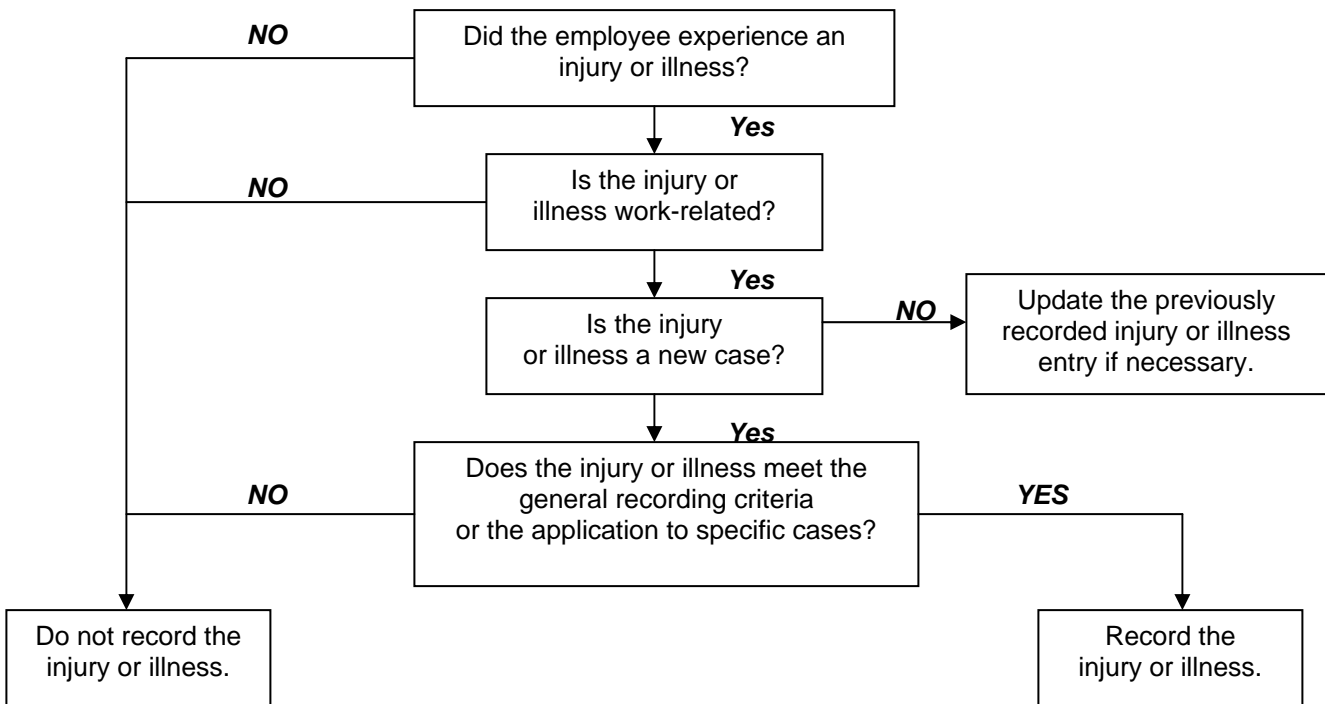 NO
Did the employee experience an
injury or illness?
Yes
NO
Is the injury or
illness work-related?
Yes
Is the injury
or illness a new case?
NO
Update the previously
recorded injury or illness
entry if necessary.
Yes
NO
Does the injury or illness meet the
general recording criteria
or the application to specific cases?
YES
Do not record the
injury or illness.
Record the
injury or illness.